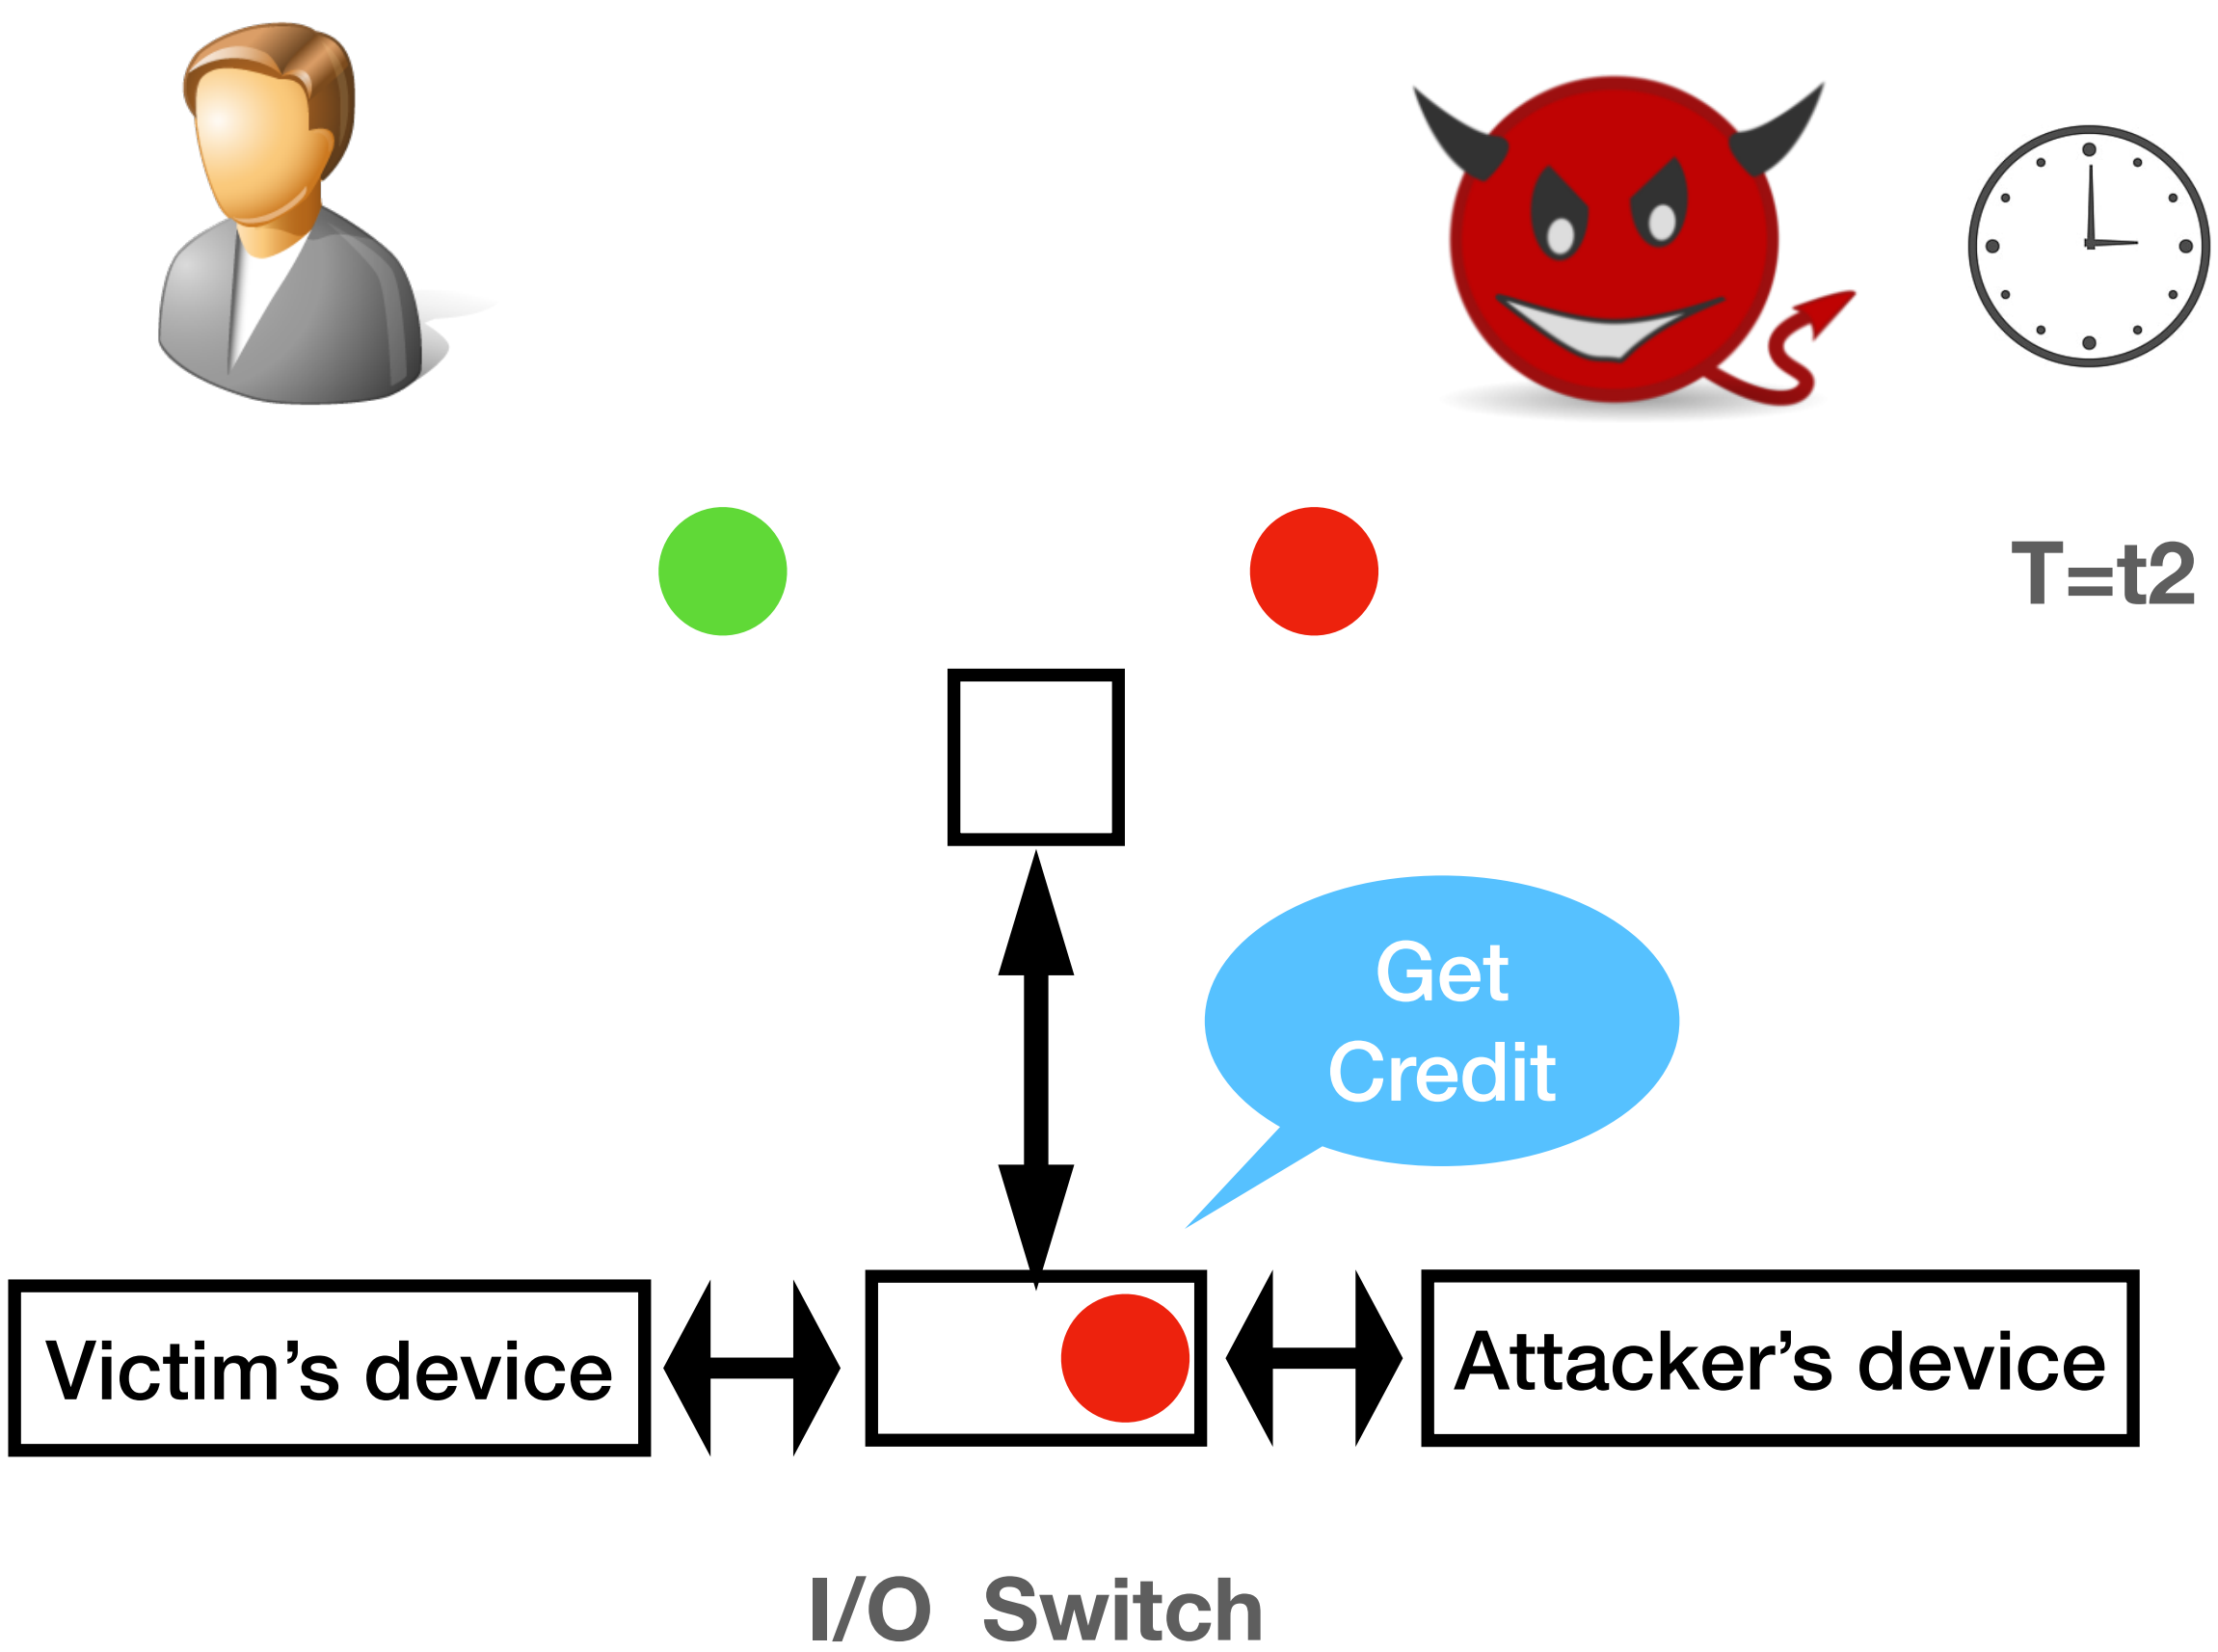 T=t2
Get
Credit
Victim's device
Attacker's device
I/O Switch